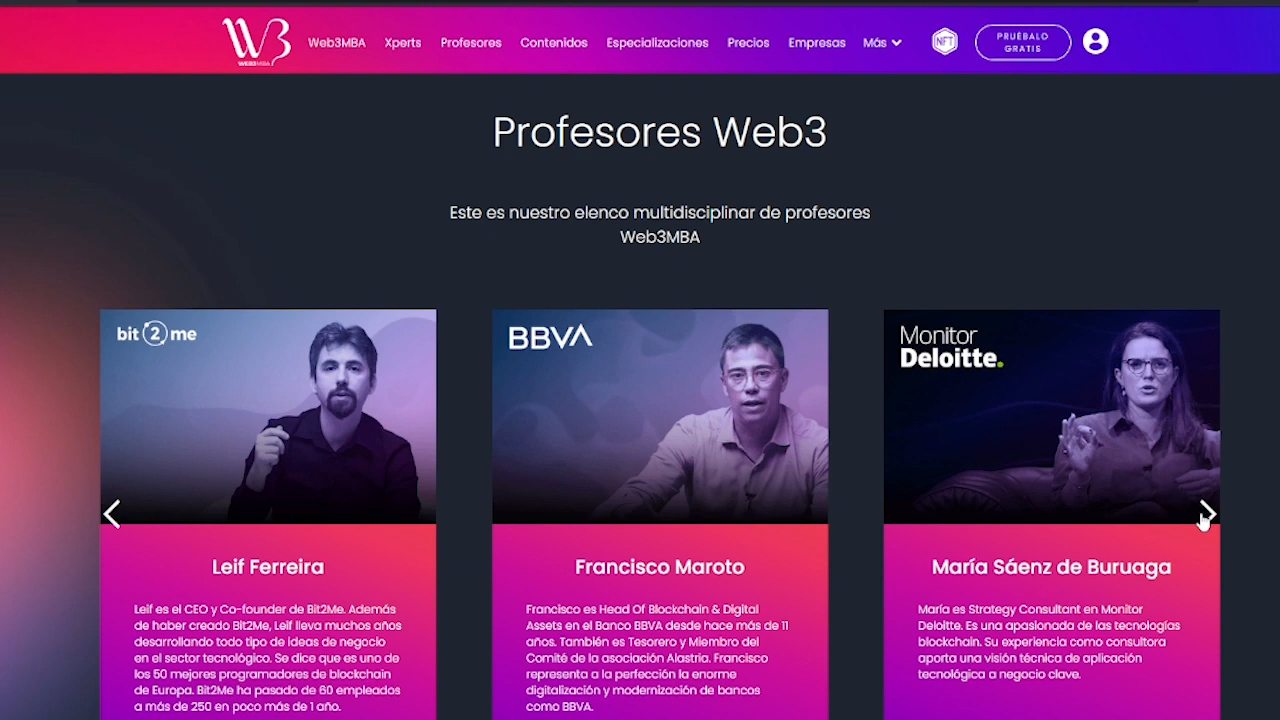 W3
WEB3MBA
Web3MBA
Xperts
Profesores
Contenidos
Especializaciones
Precios
Empresas
Más
NFT
PRUÉBALO
GRATIS
Profesores Web3
Este es nuestro elenco multidisciplinar de profesores
Web3MBA
bit 2 me
Leif Ferreira
Leif es el CEO y Co-founder de Bit2Me. Además
de haber creado Bit2Me, Leif lleva muchos años
desarrollando todo tipo de ideas de negocio
en el sector tecnológico. Se dice que es uno de
los 50 mejores programadores de blockchain
de Europa. Bit2Me ha pasado de 60 empleados
a más de 250 en poco más de 1 año.
BBVA
Francisco Maroto
Francisco es Head Of Blockchain & Digital
Assets en el Banco BBVA desde hace más de 11
años. También es Tesorero y Miembro del
Comité de la asociación Alastria. Francisco
representa a la perfección la enorme
digitalización y modernización de bancos
como BBVA.
Monitor
Deloitte.
María Sáenz de Buruaga
María es Strategy Consultant en Monitor
Deloitte. Es una apasionada de las tecnologías
blockchain. Su experiencia como consultora
aporta una visión técnica de aplicación
tecnológica a negocio clave.